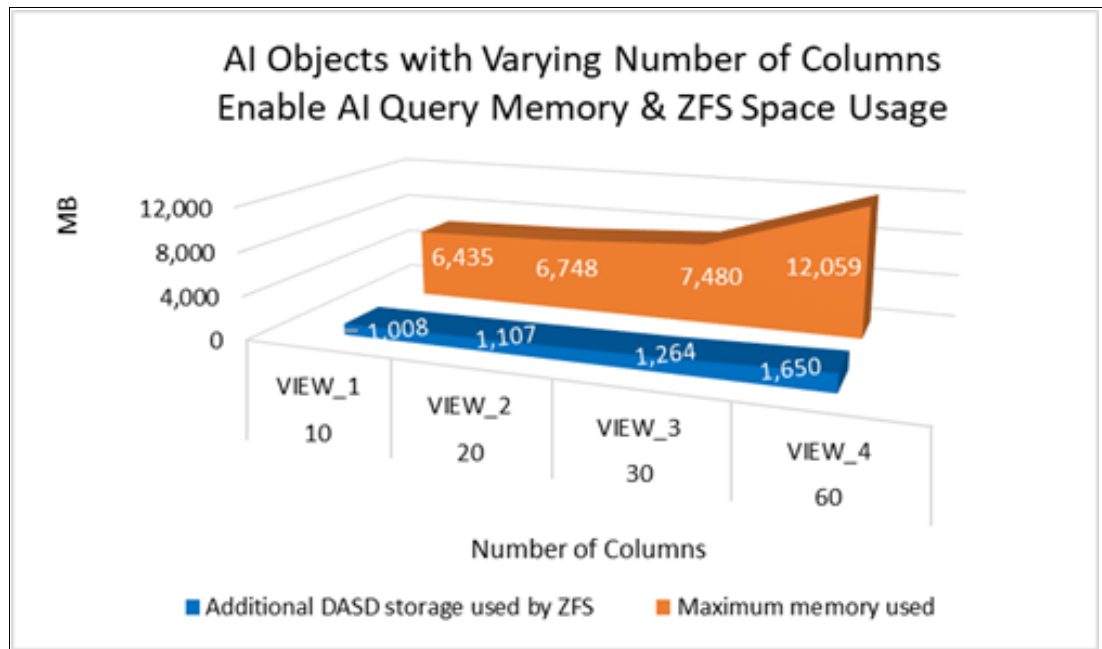 AI Objects with Varying Number of Columns
Enable AI Query Memory & ZFS Space Usage
MB
12,000
8,000
4,000
0
6,435 6,748 7,480 12,059
1,008 1,107 1,264 1,650
VIEW_1 VIEW_2 VIEW_3 VIEW_4
10 20 30 60
Number of Columns
Additional DASD storage used by ZFS Maximum memory used